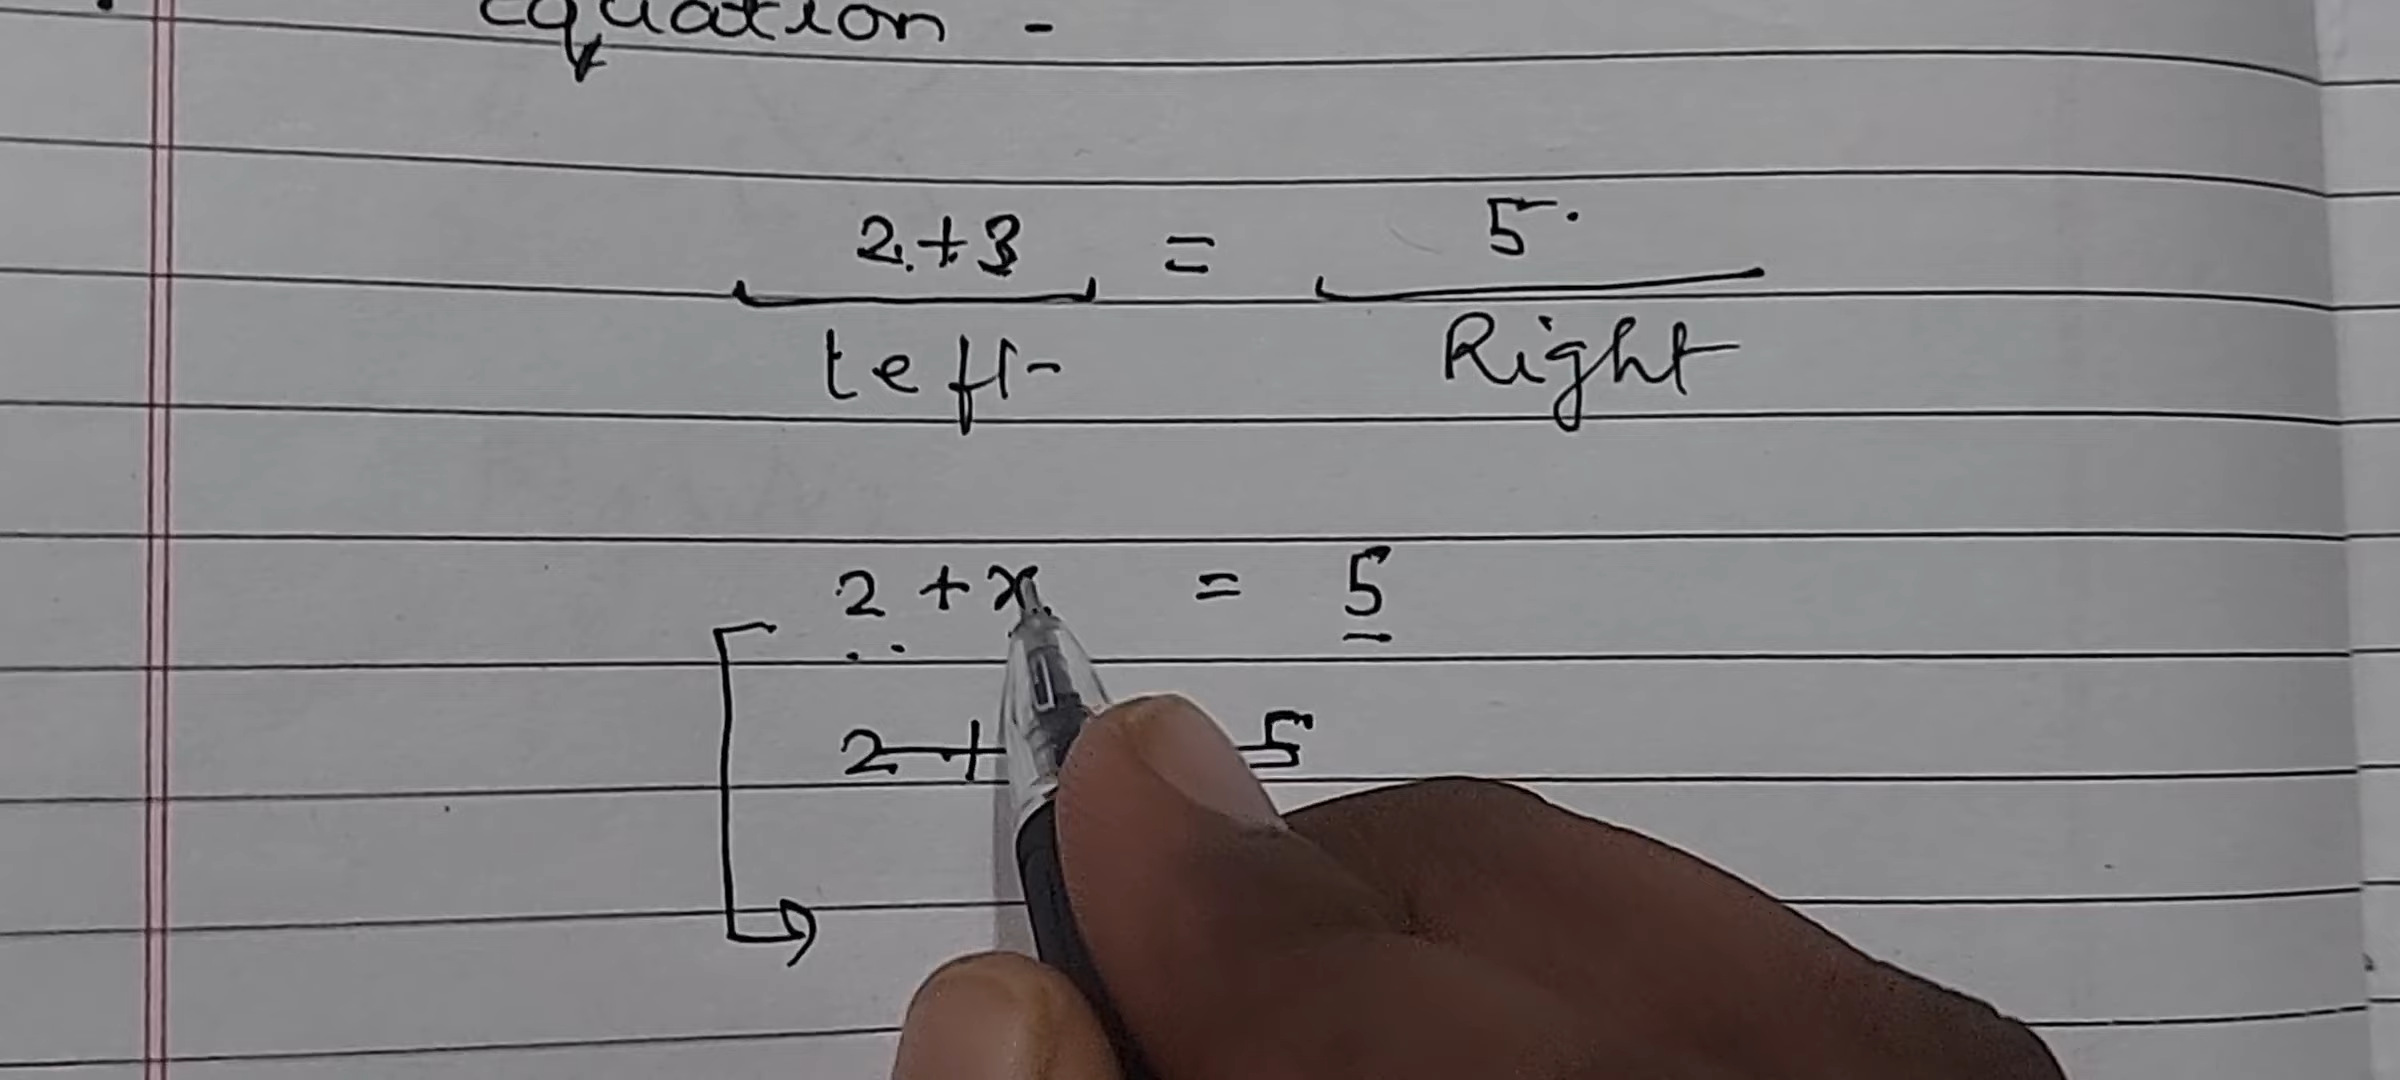 Equation -
2 + 3 = 5.
Left Right
2 + x = 5
2 + 5